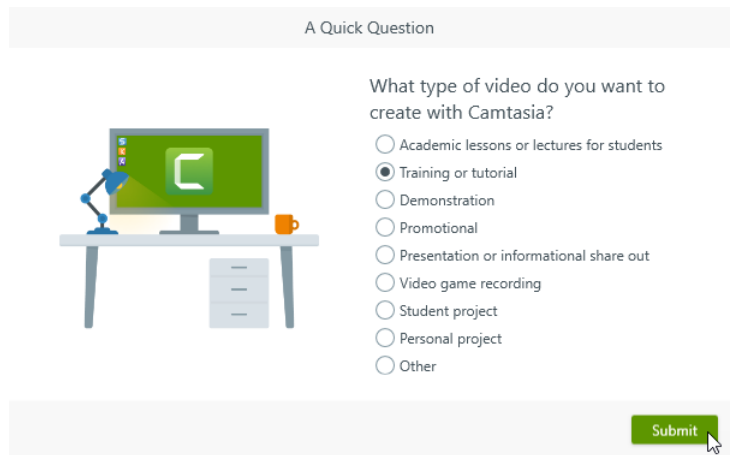 A Quick Question
What type of video do you want to
create with Camtasia?
Academic lessons or lectures for students
Training or tutorial
Demonstration
Promotional
Presentation or informational share out
Video game recording
Student project
Personal project
Other
Submit